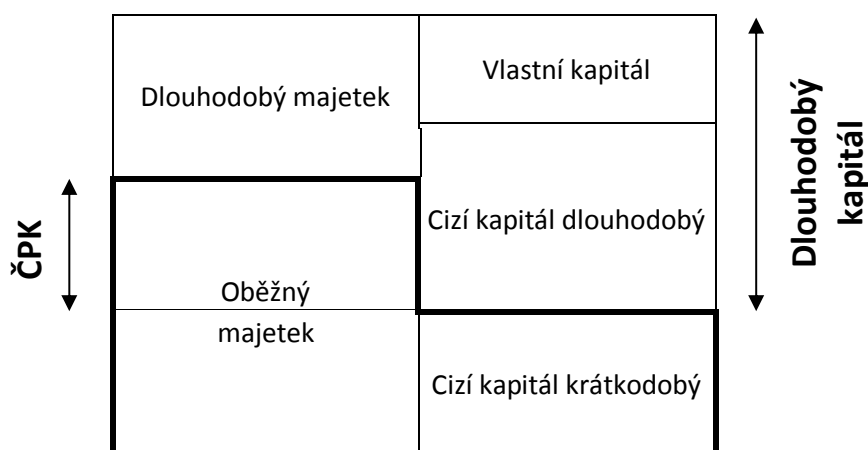 Vlastní kapitál
Dlouhodobý majetek
Cizí kapitál dlouhodobý
Oběžný
majetek
Cizí kapitál krátkodobý
ČPK
Dlouhodobý
kapitál